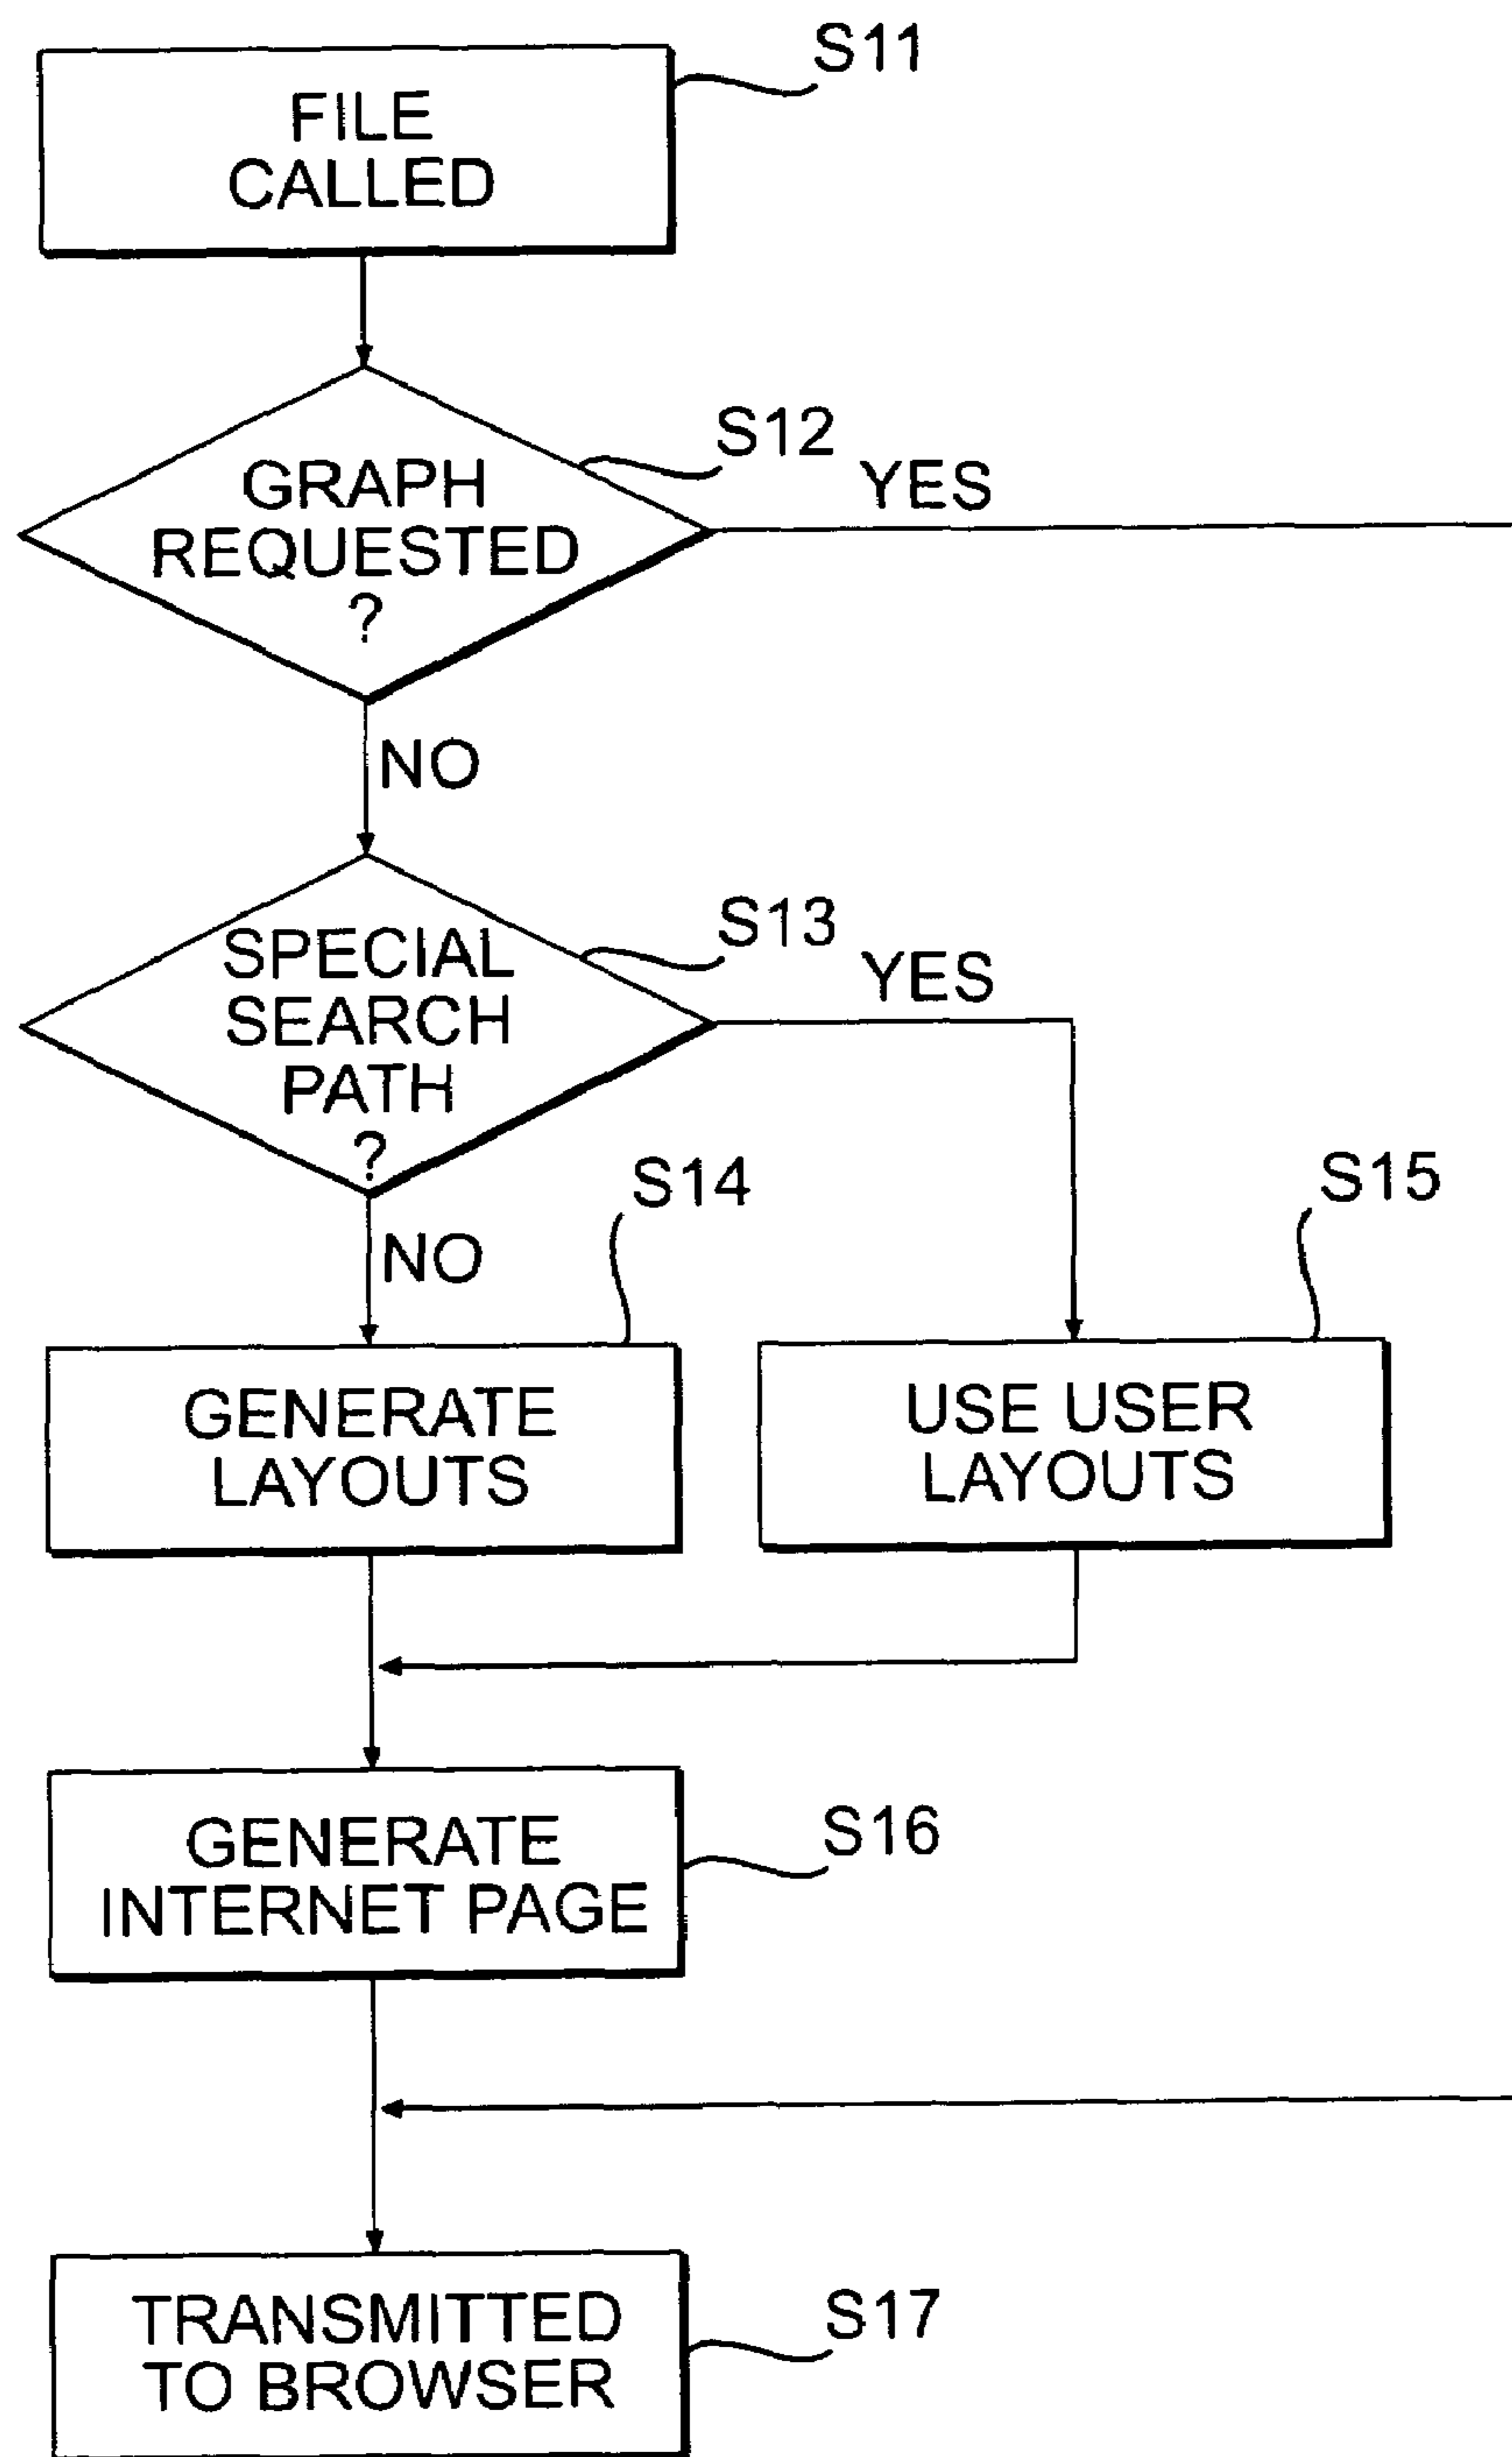 S11
FILE
CALLED
S12
YES
GRAPH
REQUESTED
?
NO
S13
YES
SPECIAL
SEARCH
PATH
?
S14
S15
NO
GENERATE
LAYOUTS
USE USER
LAYOUTS
GENERATE
INTERNET PAGE
S16
TRANSMITTED
TO BROWSER
S17